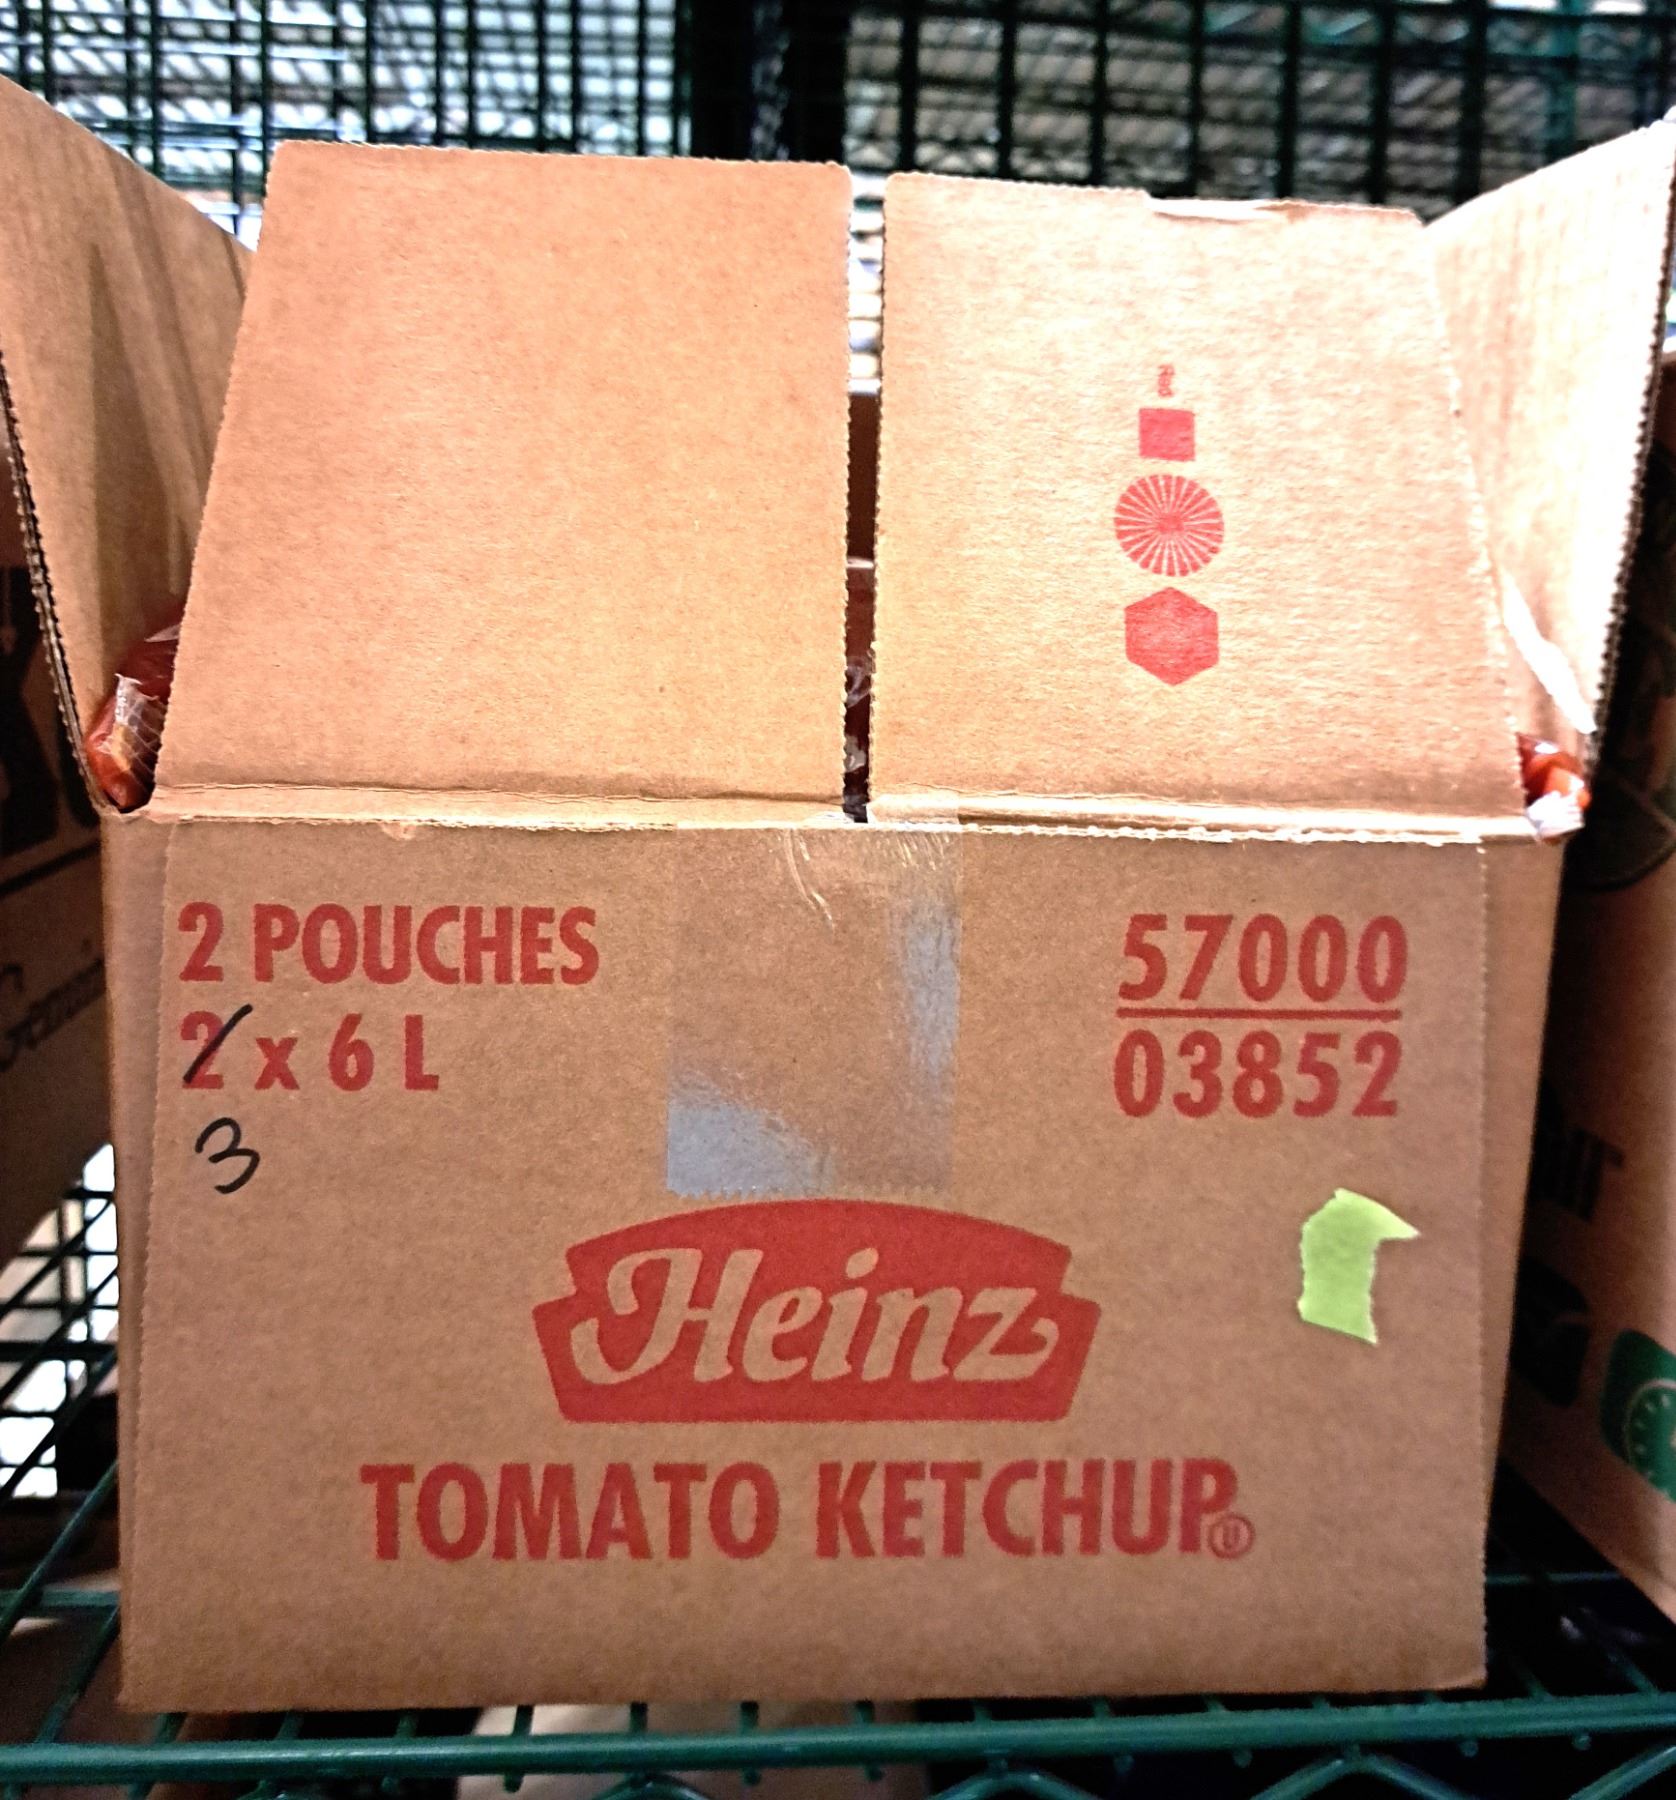 2 POUCHES
2 x 6 L
3
57000
03852
Heinz
TOMATO KETCHUP